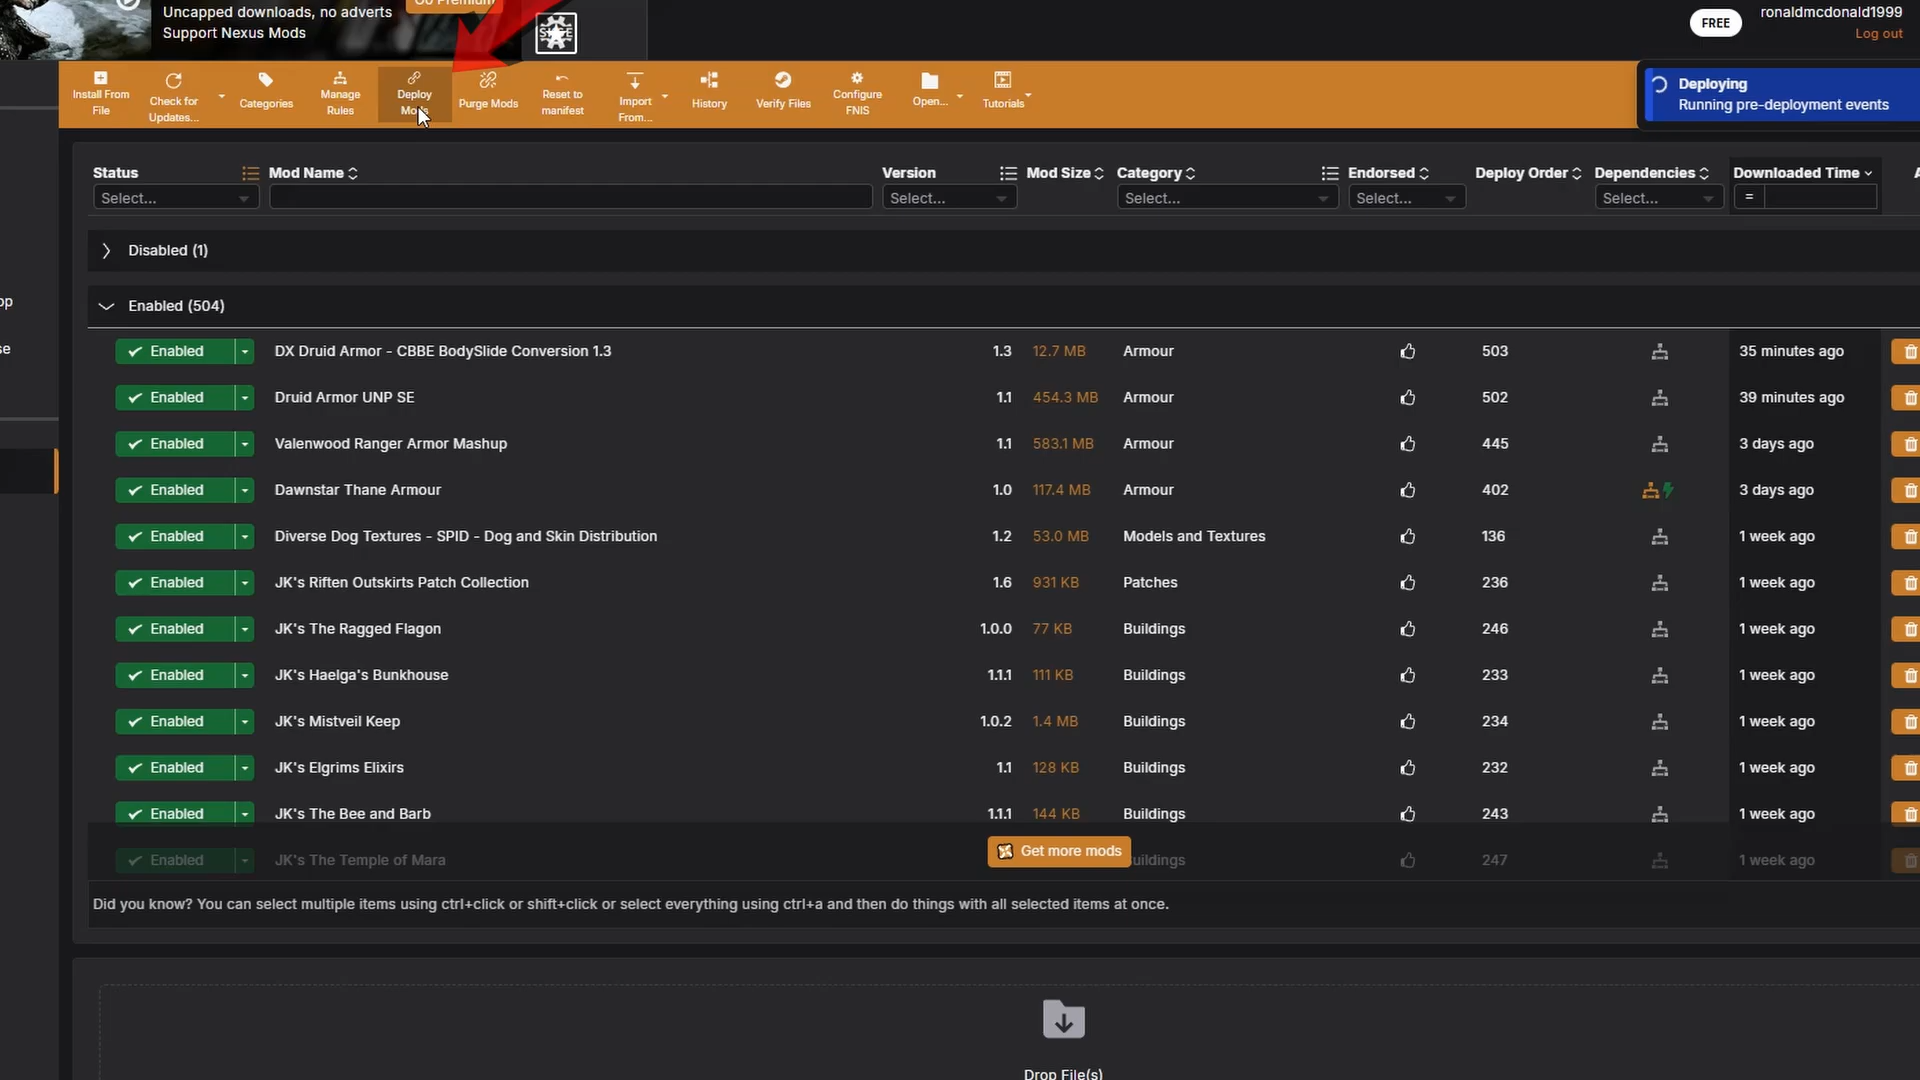 Uncapped downloads, no adverts
Support Nexus Mods
Go Premium
FREE
ronaldmcdonald1999
Log out
Install From File
Check for Updates...
Categories
Manage Rules
Deploy Mods
Purge Mods
Reset to manifest
Import From...
History
Verify Files
Configure FNIS
Open...
Tutorials
Deploying
Running pre-deployment events
Status Mod Name Version Mod Size Category Endorsed Deploy Order Dependencies Downloaded Time
Select... Select... Select... Select... Select... =
Disabled (1)
Enabled (504)
Enabled DX Druid Armor - CBBE BodySlide Conversion 1.3 1.3 12.7 MB Armour 503 35 minutes ago
Enabled Druid Armor UNP SE 1.1 454.3 MB Armour 502 39 minutes ago
Enabled Valenwood Ranger Armor Mashup 1.1 583.1 MB Armour 445 3 days ago
Enabled Dawnstar Thane Armour 1.0 117.4 MB Armour 402 3 days ago
Enabled Diverse Dog Textures - SPID - Dog and Skin Distribution 1.2 53.0 MB Models and Textures 136 1 week ago
Enabled JK's Riften Outskirts Patch Collection 1.6 931 KB Patches 236 1 week ago
Enabled JK's The Ragged Flagon 1.0.0 77 KB Buildings 246 1 week ago
Enabled JK's Haelga's Bunkhouse 1.1.1 111 KB Buildings 233 1 week ago
Enabled JK's Mistveil Keep 1.0.2 1.4 MB Buildings 234 1 week ago
Enabled JK's Elgrims Elixirs 1.1 128 KB Buildings 232 1 week ago
Enabled JK's The Bee and Barb 1.1.1 144 KB Buildings 243 1 week ago
Enabled JK's The Temple of Mara uildings 247 1 week ago
Get more mods
Did you know? You can select multiple items using ctrl+click or shift+click or select everything using ctrl+a and then do things with all selected items at once.
Drop File(s)